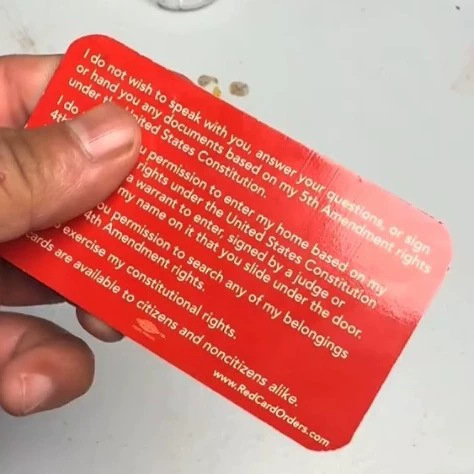 I do not wish to speak with you, answer your questions, or sign
or hand you any documents based on my 5th Amendment rights
under the United States Constitution.
I do
u permission to enter my home based on my
4th rights under the United States Constitution
a warrant to enter, signed by a judge or
my name on it that you slide under the door.
u permission to search any of my belongings
4th Amendment rights.
exercise my constitutional rights.
cards are available to citizens and noncitizens alike.
www.RedCardOrders.com